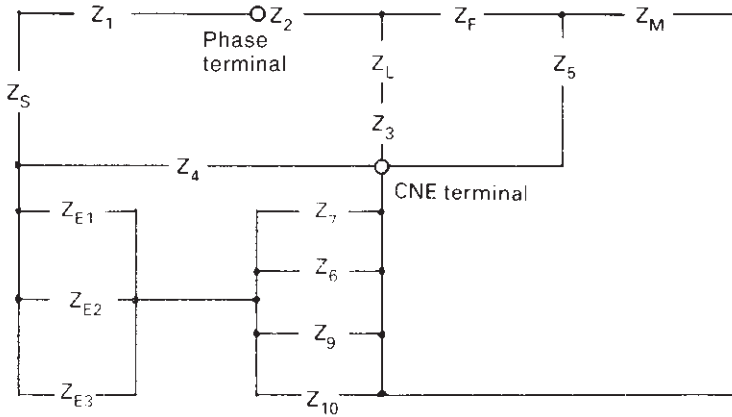 Z1 Z2 ZF ZM
Phase
terminal
ZL Z5
ZS
Z3
Z4
CNE terminal
ZE1 Z7
Z6
ZE2
Z9
ZE3 Z10